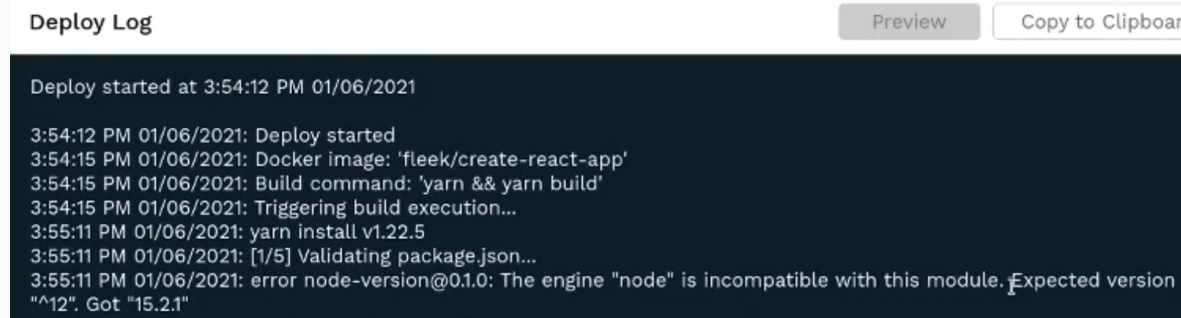 Deploy Log
Preview
Copy to Clipboar
Deploy started at 3:54:12 PM 01/06/2021
3:54:12 PM 01/06/2021: Deploy started
3:54:15 PM 01/06/2021: Docker image: 'fleek/create-react-app'
3:54:15 PM 01/06/2021: Build command: 'yarn && yarn build'
3:54:15 PM 01/06/2021: Triggering build execution...
3:55:11 PM 01/06/2021: yarn install v1.22.5
3:55:11 PM 01/06/2021: [1/5] Validating package.json...
3:55:11 PM 01/06/2021: error node-version@0.1.0: The engine "node" is incompatible with this module. Expected version
"^12". Got "15.2.1"